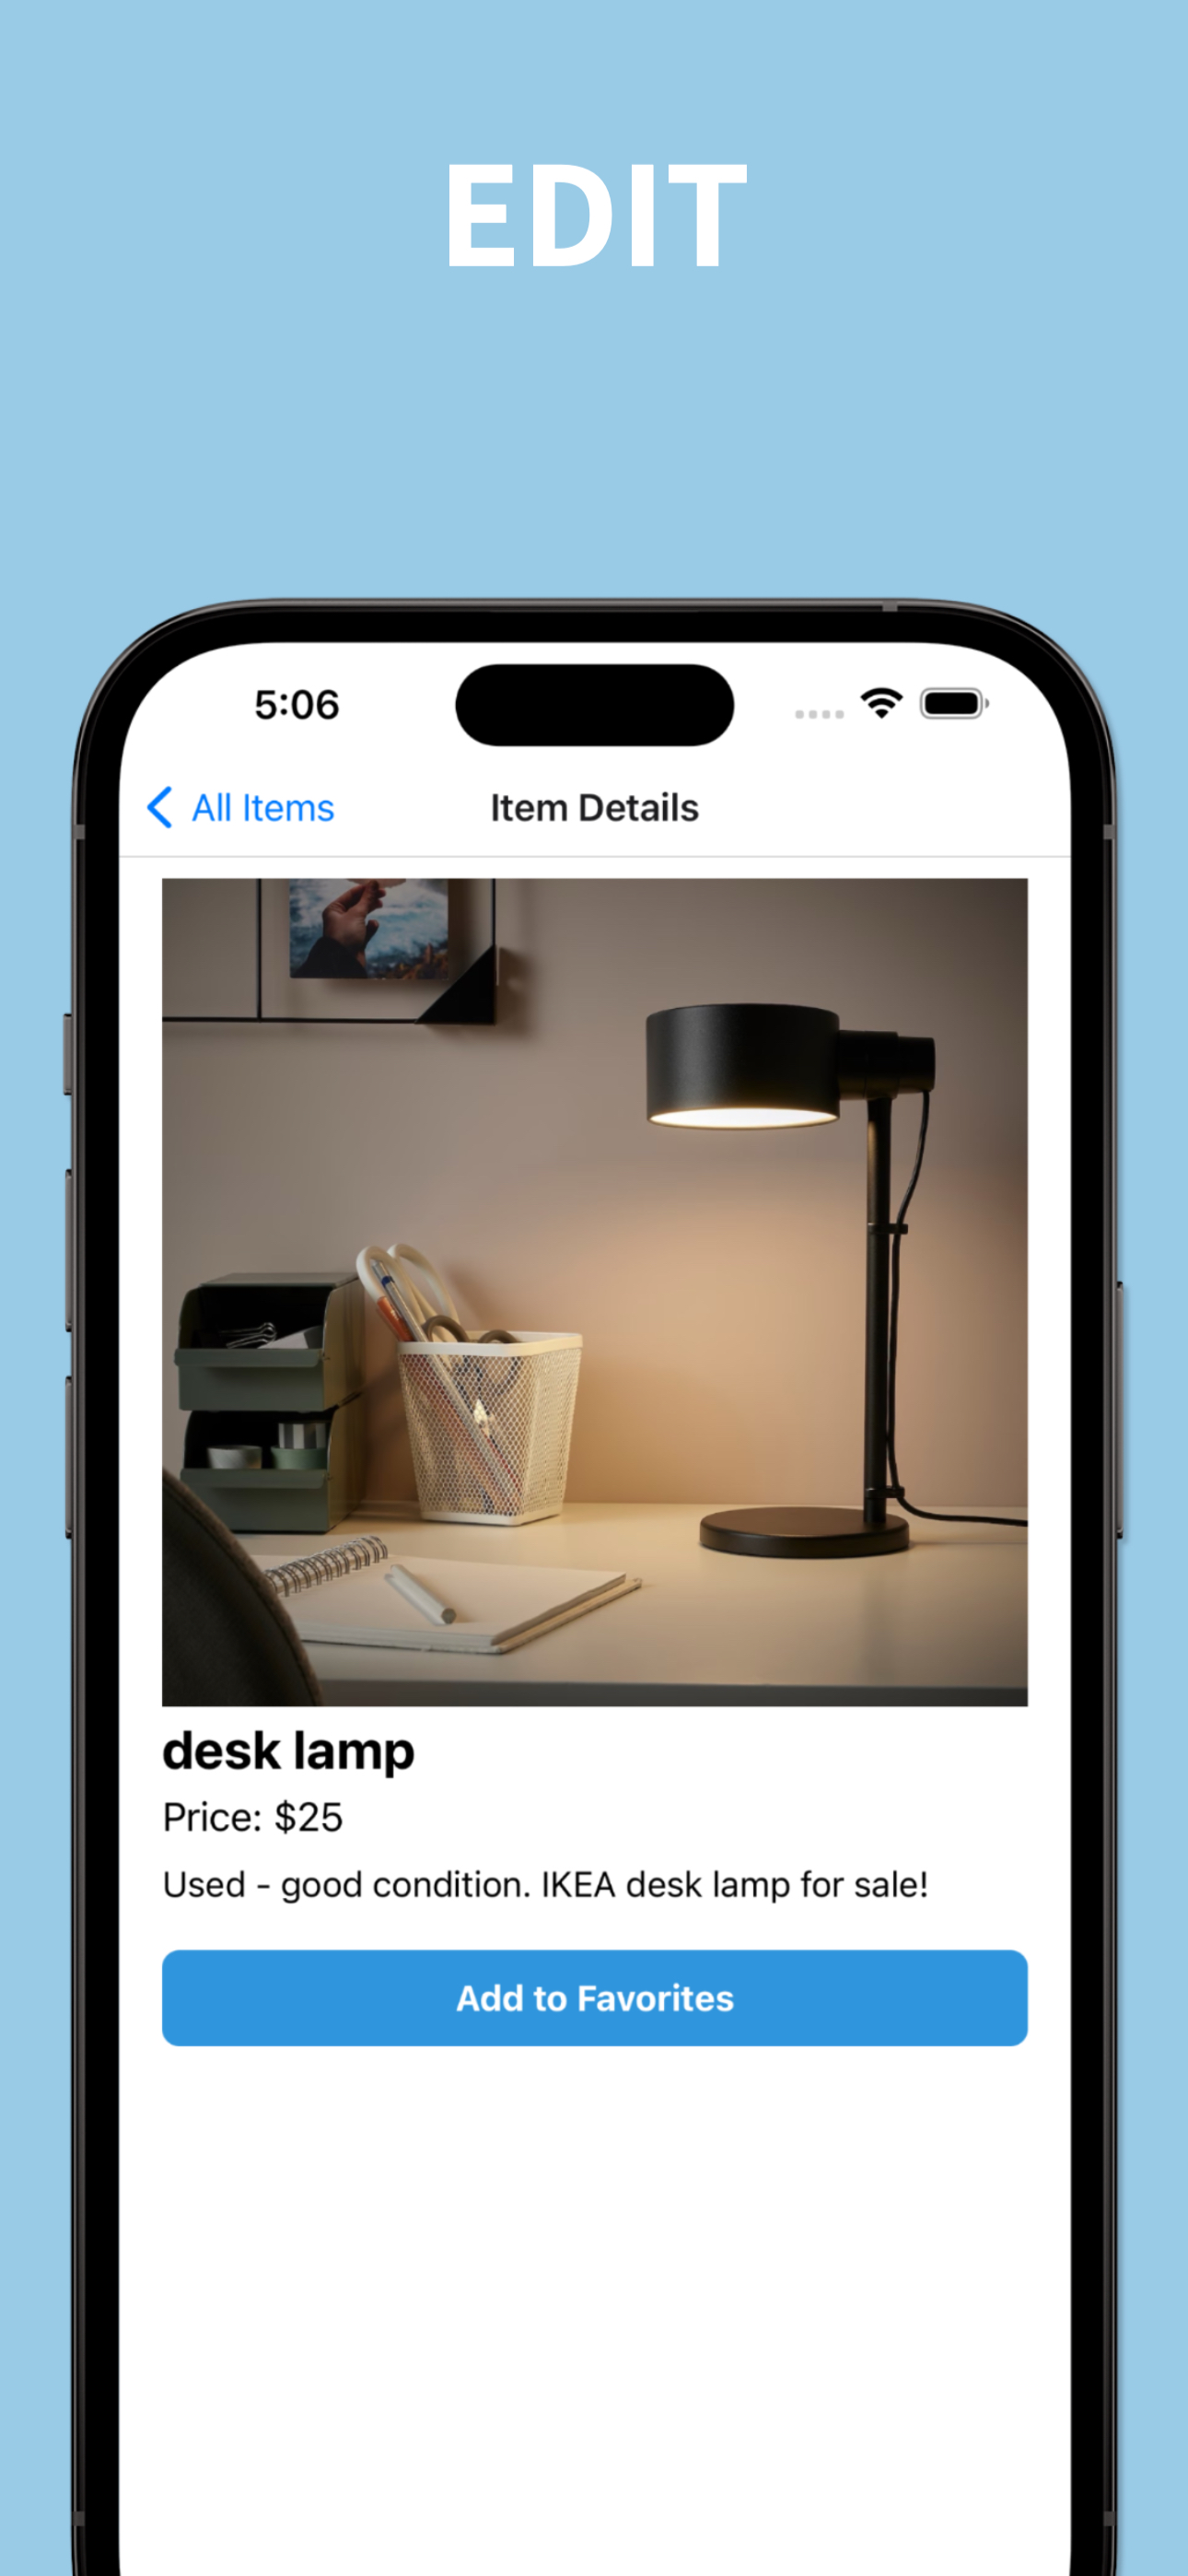 EDIT
5:06
All Items
Item Details
desk lamp
Price: $25
Used - good condition. IKEA desk lamp for sale!
Add to Favorites